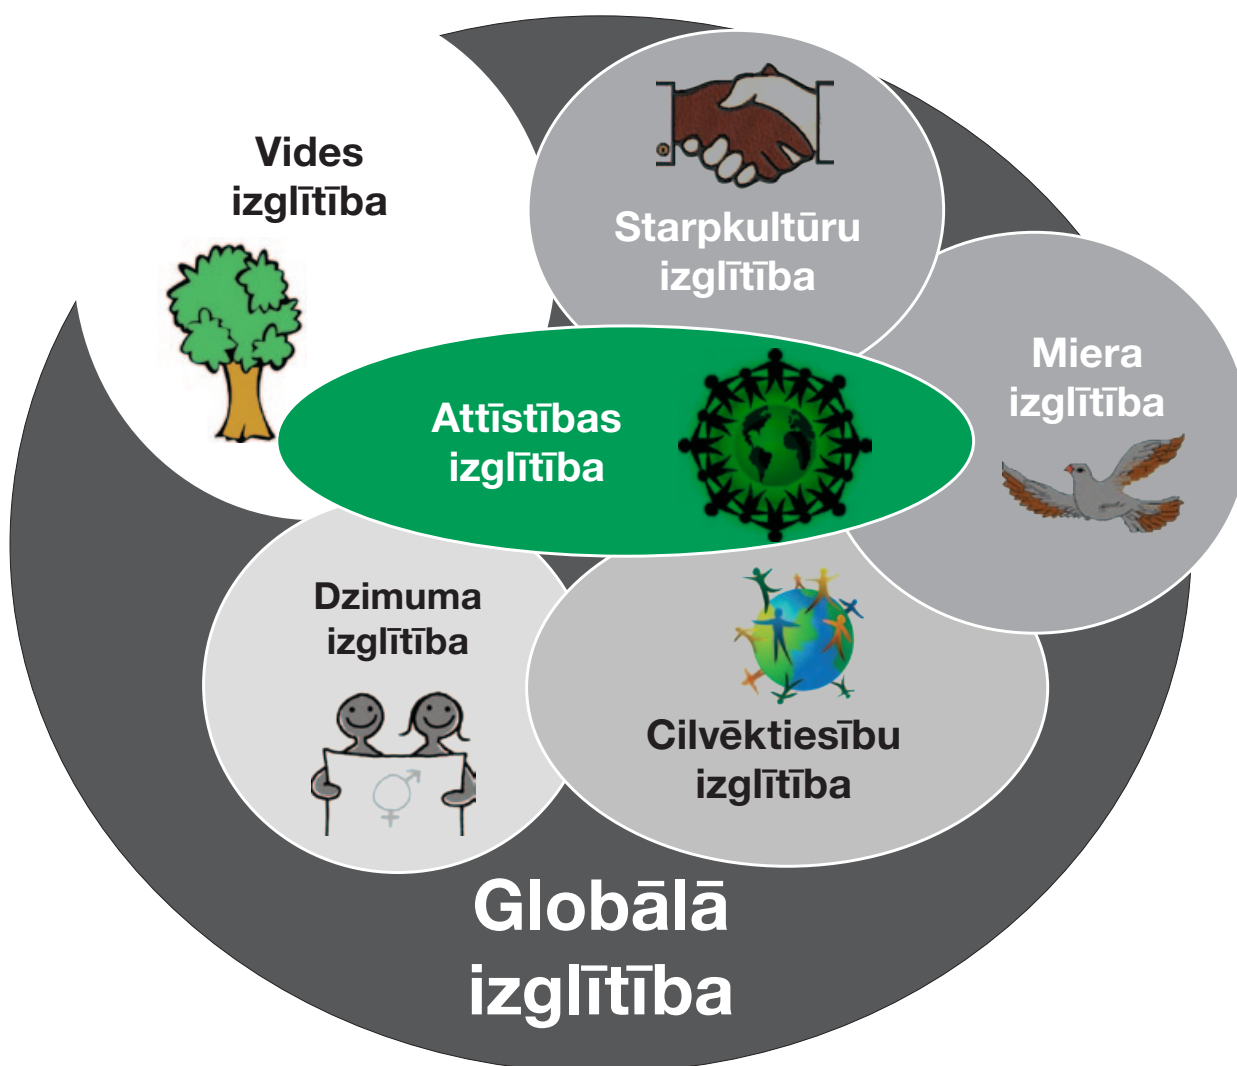 Vides
izglītība
Starpkultūru
izglītība
Miera
izglītība
Attīstības
izglītība
Dzimuma
izglītība
Cilvēktiesību
izglītība
Globālā
izglītība